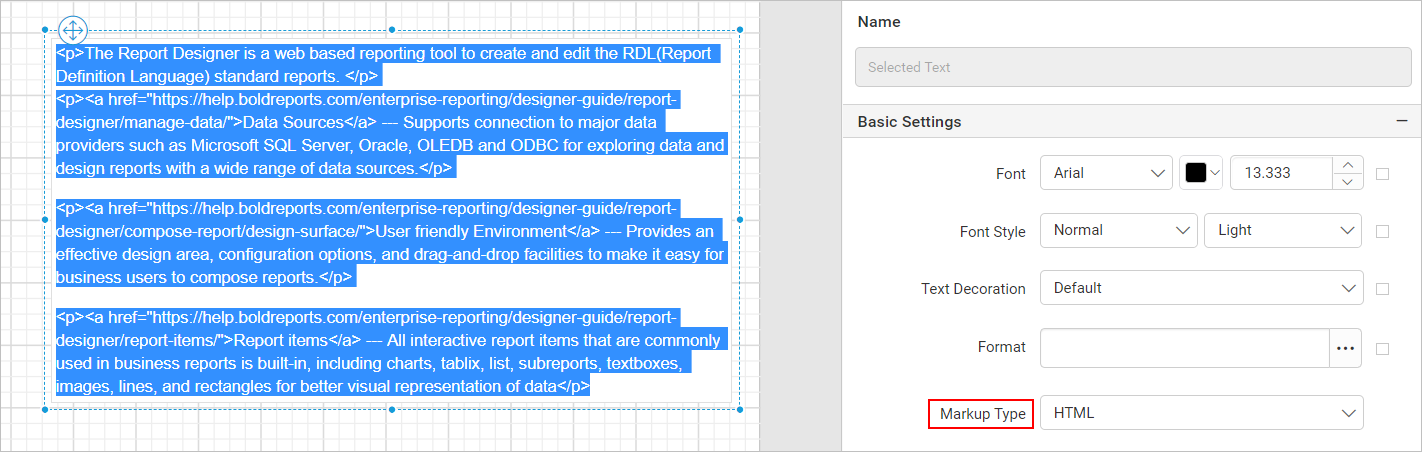 <p>The Report Designer is a web based reporting tool to create and edit the RDL(Report
Definition Language) standard reports. </p>
<p><a href="https://help.boldreports.com/enterprise-reporting/designer-guide/report-
designer/manage-data/">Data Sources</a> --- Supports connection to major data
providers such as Microsoft SQL Server, Oracle, OLEDB and ODBC for exploring data and
design reports with a wide range of data sources.</p>
<p><a href="https://help.boldreports.com/enterprise-reporting/designer-guide/report-
designer/compose-report/design-surface/">User friendly Environment</a> --- Provides an
effective design area, configuration options, and drag-and-drop facilities to make it easy for
business users to compose reports.</p>
<p><a href="https://help.boldreports.com/enterprise-reporting/designer-guide/report-
designer/report-items/">Report items</a> --- All interactive report items that are commonly
used in business reports is built-in, including charts, tablix, list, subreports, textboxes,
images, lines, and rectangles for better visual representation of data</p>
Name
Selected Text
Basic Settings
Font Arial 13.333
Font Style Normal Light
Text Decoration Default
Format ...
Markup Type HTML